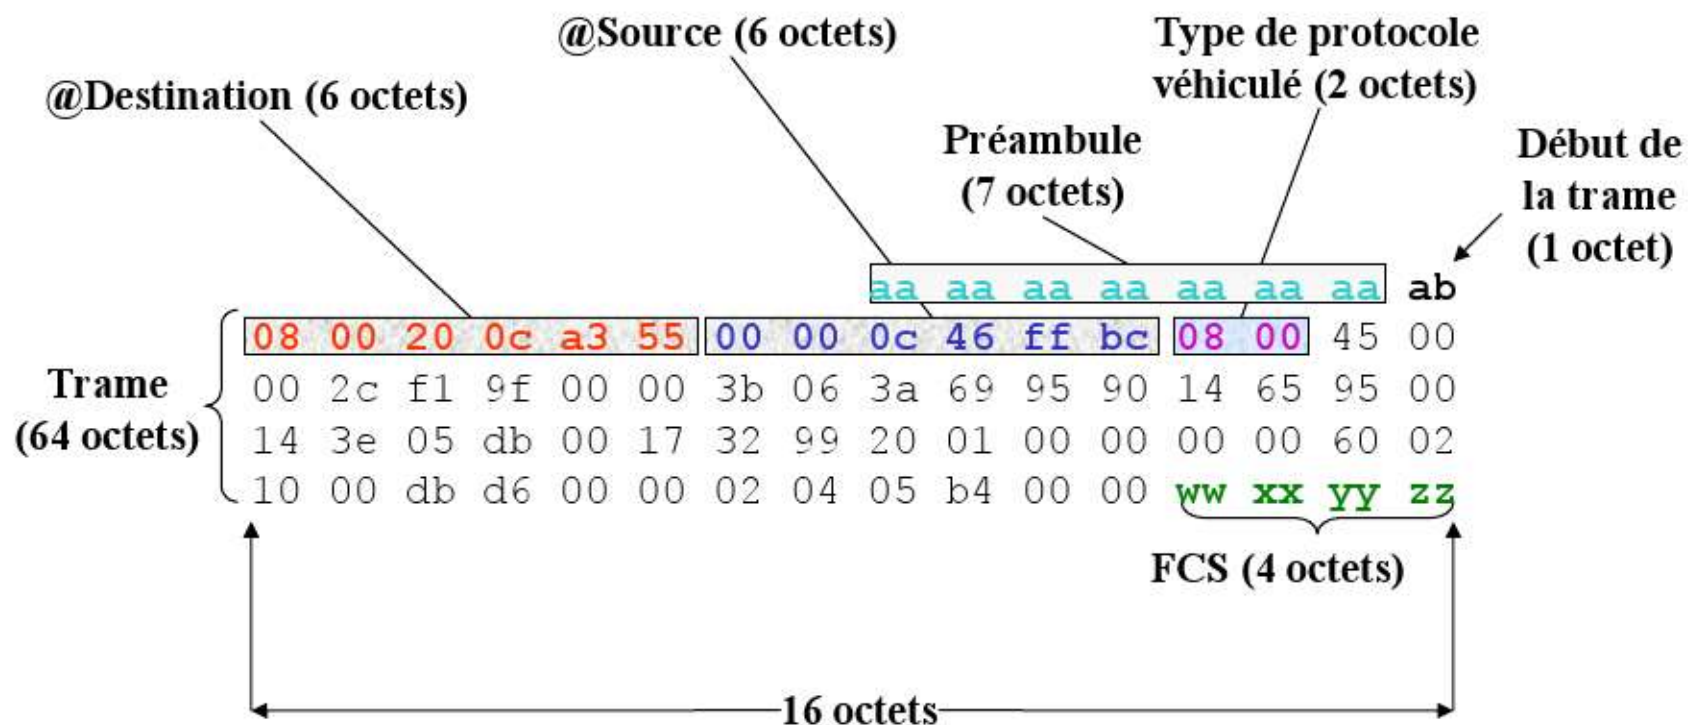 @Source (6 octets)
Type de protocole
véhiculé (2 octets)
@Destination (6 octets)
Préambule
(7 octets)
Début de
la trame
(1 octet)
aa aa aa aa aa aa aa ab
08 00 20 0c a3 55 00 00 0c 46 ff bc 08 00 45 00
00 2c f1 9f 00 00 3b 06 3a 69 95 90 14 65 95 00
14 3e 05 db 00 17 32 99 20 01 00 00 00 00 60 02
10 00 db d6 00 00 02 04 05 b4 00 00 ww xx yy zz
Trame
(64 octets)
FCS (4 octets)
16 octets